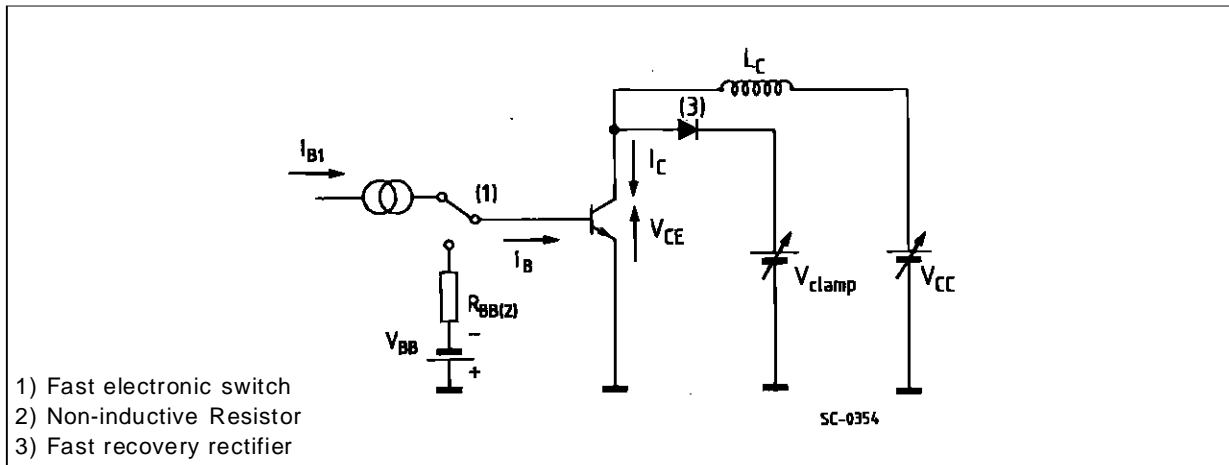 L_C
(3)
I_B1
(1)
I_C
V_CE
I_B
V_clamp
V_CC
R_BB(2)
V_BB
−
+
1) Fast electronic switch
2) Non-inductive Resistor
3) Fast recovery rectifier
SC-0354